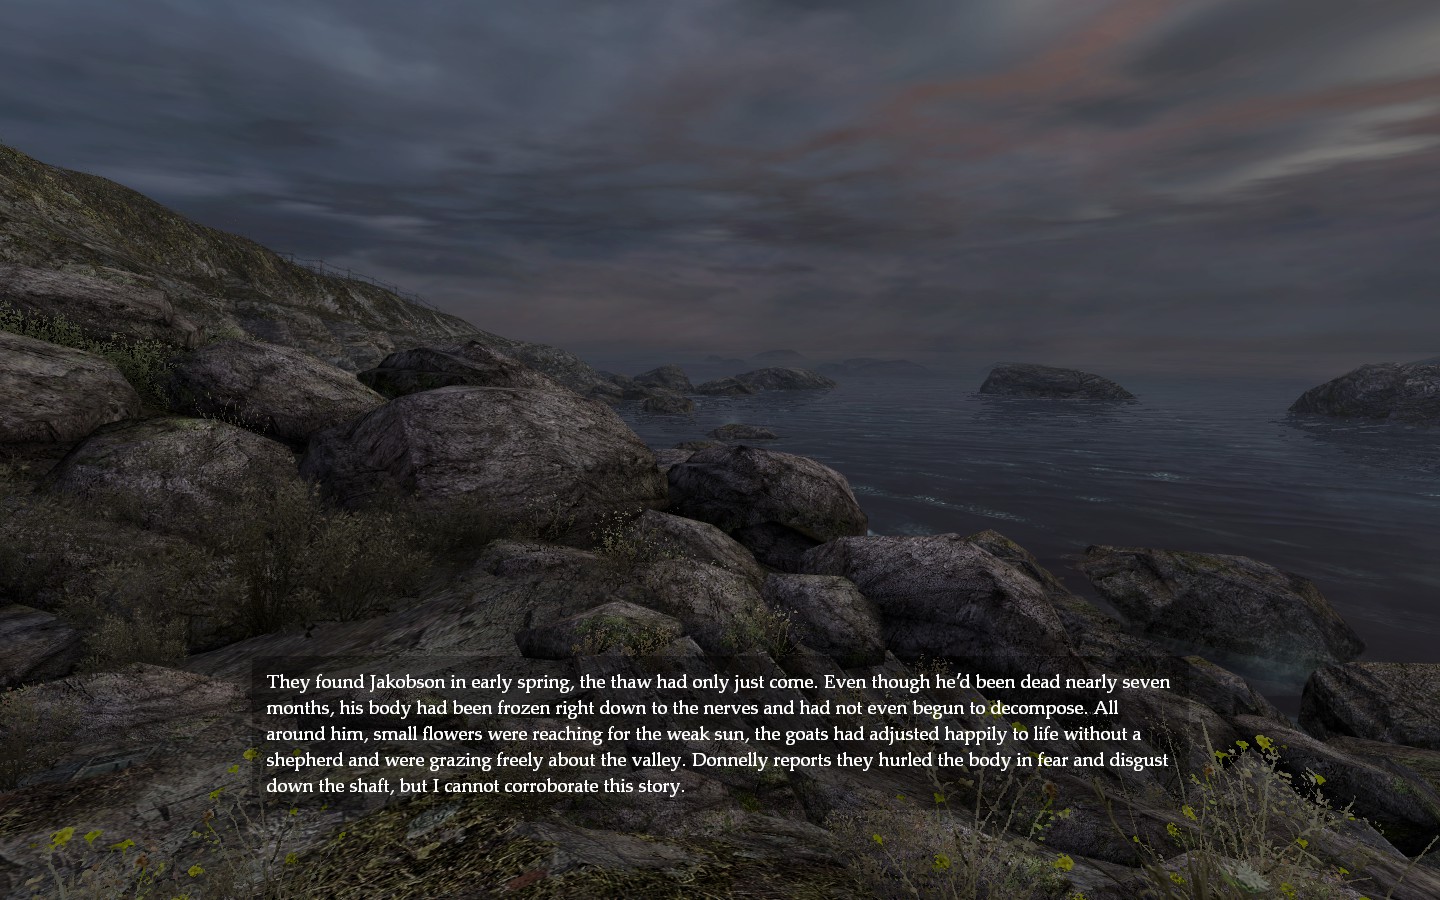 They found Jakobson in early spring, the thaw had only just come. Even though he’d been dead nearly seven
months, his body had been frozen right down to the nerves and had not even begun to decompose. All
around him, small flowers were reaching for the weak sun, the goats had adjusted happily to life without a
shepherd and were grazing freely about the valley. Donnelly reports they hurled the body in fear and disgust
down the shaft, but I cannot corroborate this story.